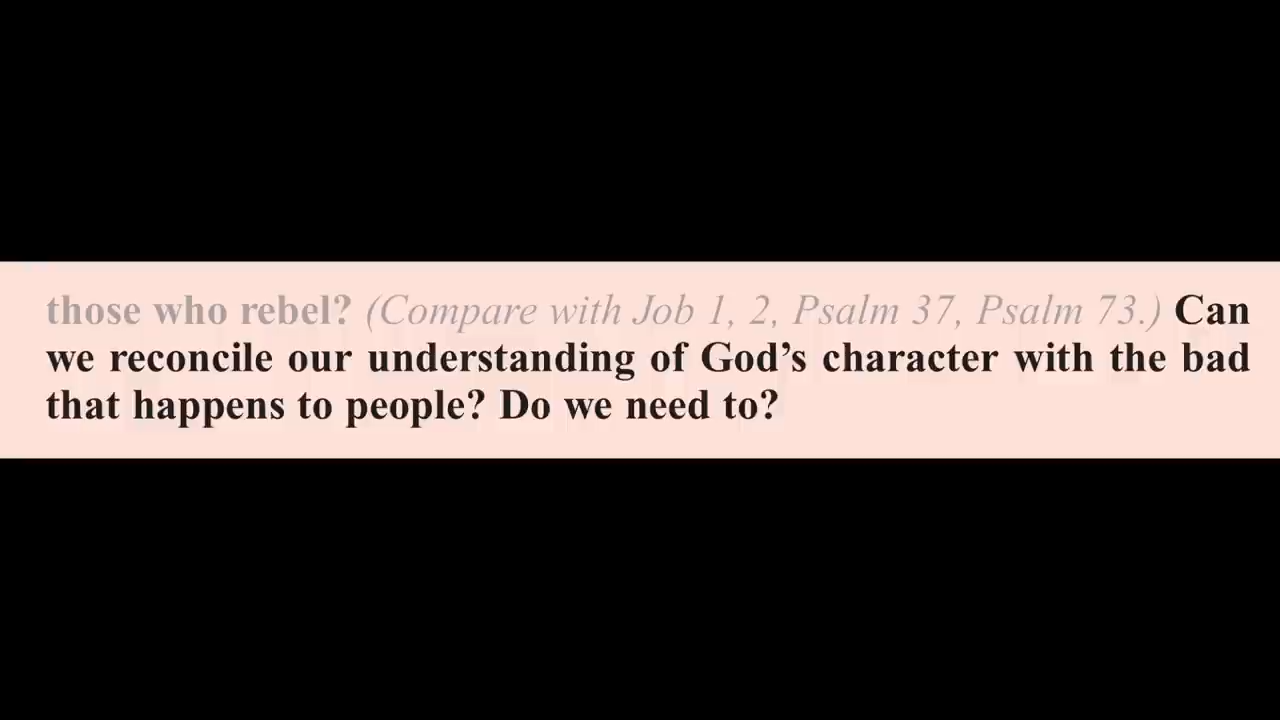 those who rebel? (Compare with Job 1, 2, Psalm 37, Psalm 73.) Can
we reconcile our understanding of God’s character with the bad
that happens to people? Do we need to?